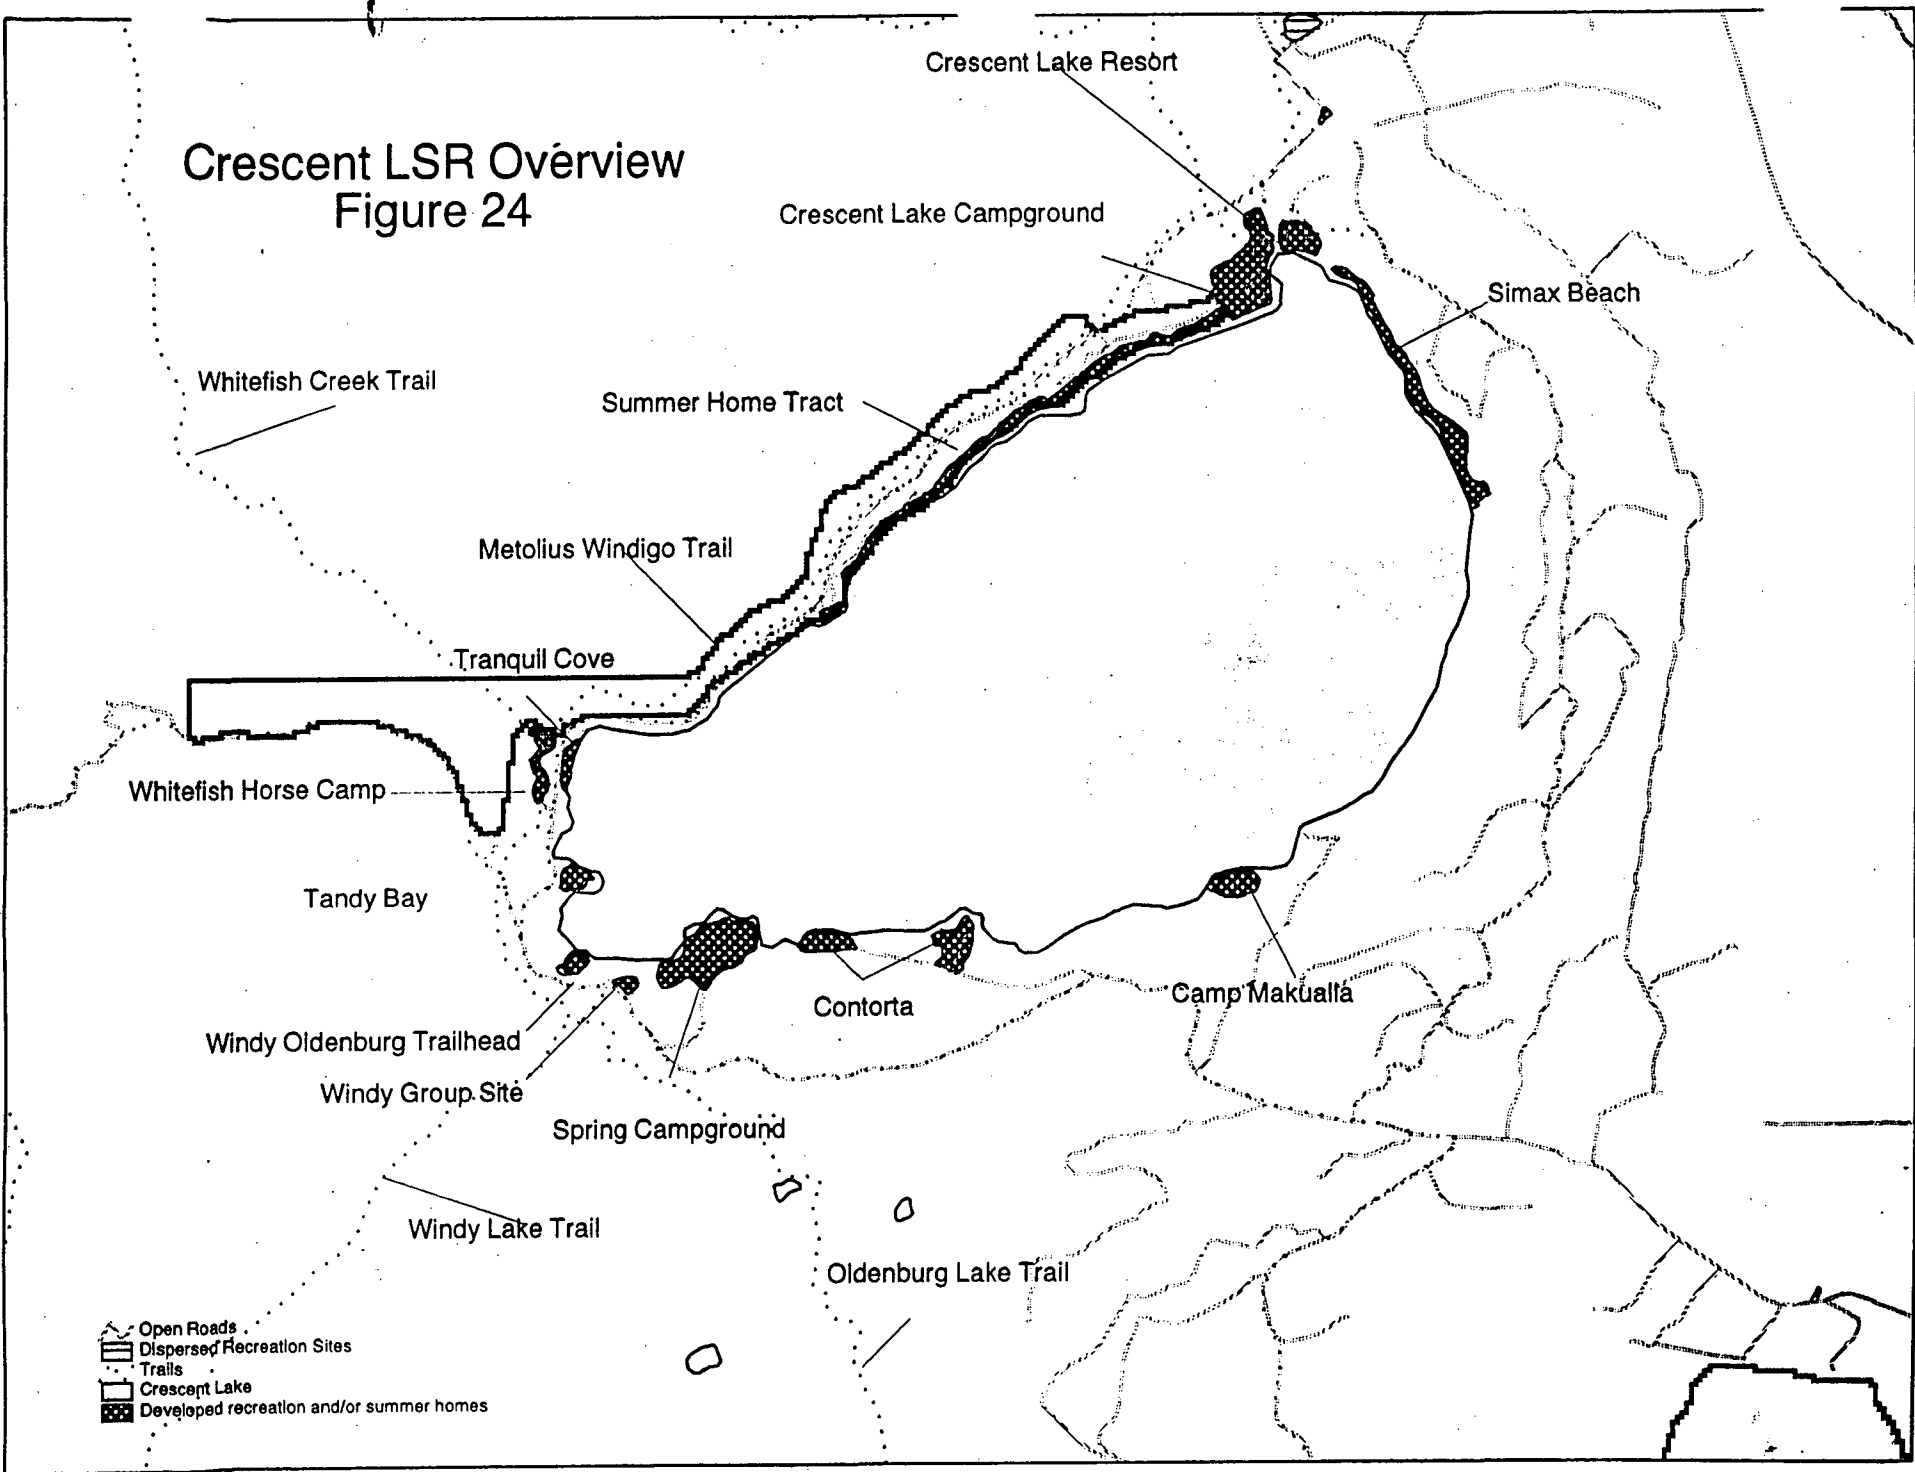 Crescent Lake Resort
Crescent LSR Overview
Figure 24
Crescent Lake Campground
Simax Beach
Whitefish Creek Trail
Summer Home Tract
Metolius Windigo Trail
Tranquil Cove
Whitefish Horse Camp
Tandy Bay
Contorta
Camp Makualla
Windy Oldenburg Trailhead
Windy Group Site
Spring Campground
Windy Lake Trail
Oldenburg Lake Trail
Open Roads
Dispersed Recreation Sites
Trails
Crescent Lake
Developed recreation and/or summer homes